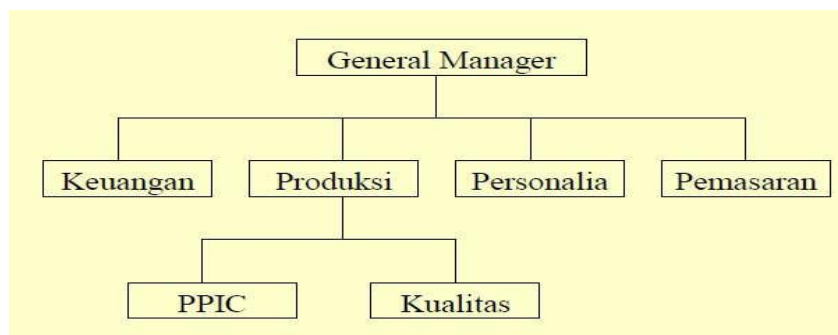 General Manager
Keuangan
Produksi
Personalia
Pemasaran
PPIC
Kualitas